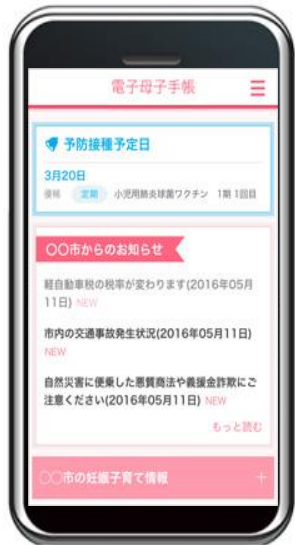 電子母子手帳
予防接種予定日
3月20日
接種 定期 小児用肺炎球菌ワクチン 1期 1回目
〇〇市からのお知らせ
軽自動車税の税率が変わります(2016年05月
11日) NEW
市内の交通事故発生状況(2016年05月11日)
NEW
自然災害に便乗した悪質商法や義援金詐欺にご
注意ください(2016年05月11日) NEW
もっと読む
〇〇市の妊娠子育て情報 +